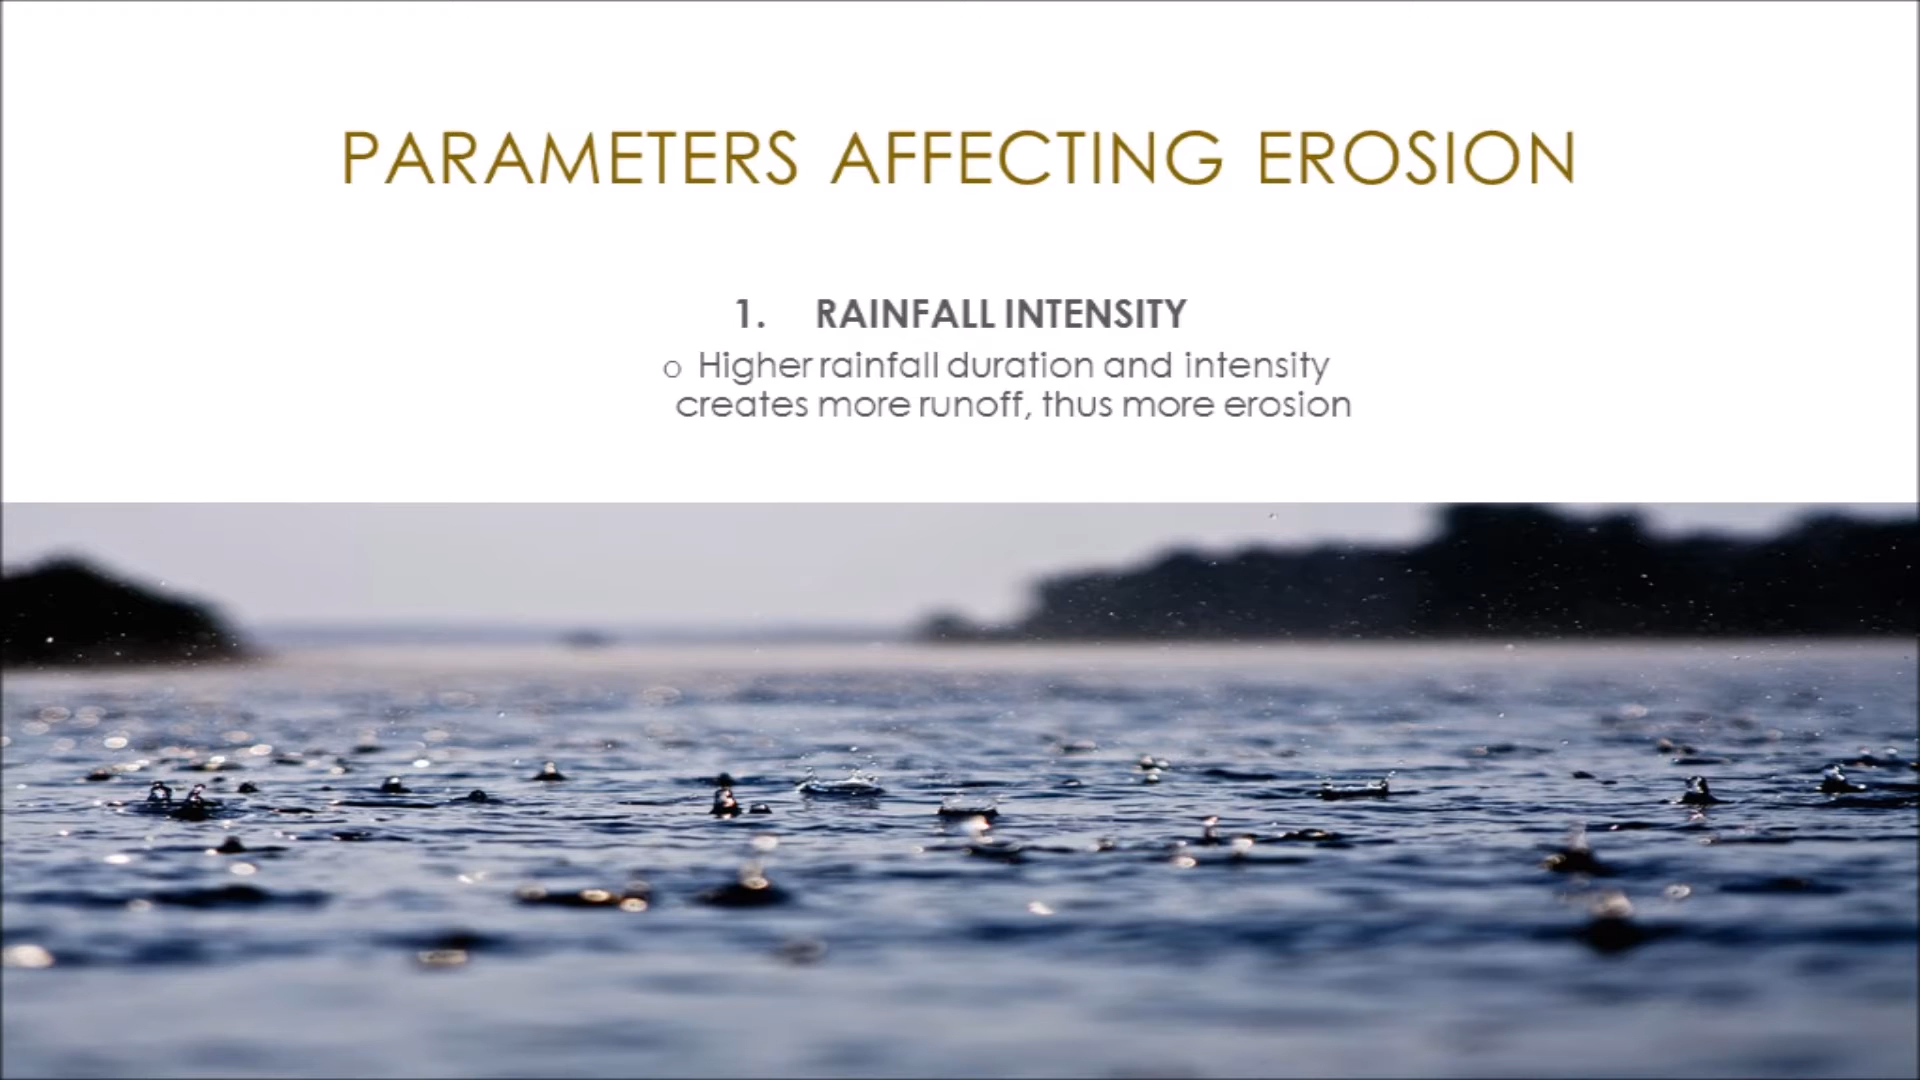 PARAMETERS AFFECTING EROSION
1. RAINFALL INTENSITY
o Higher rainfall duration and intensity
creates more runoff, thus more erosion